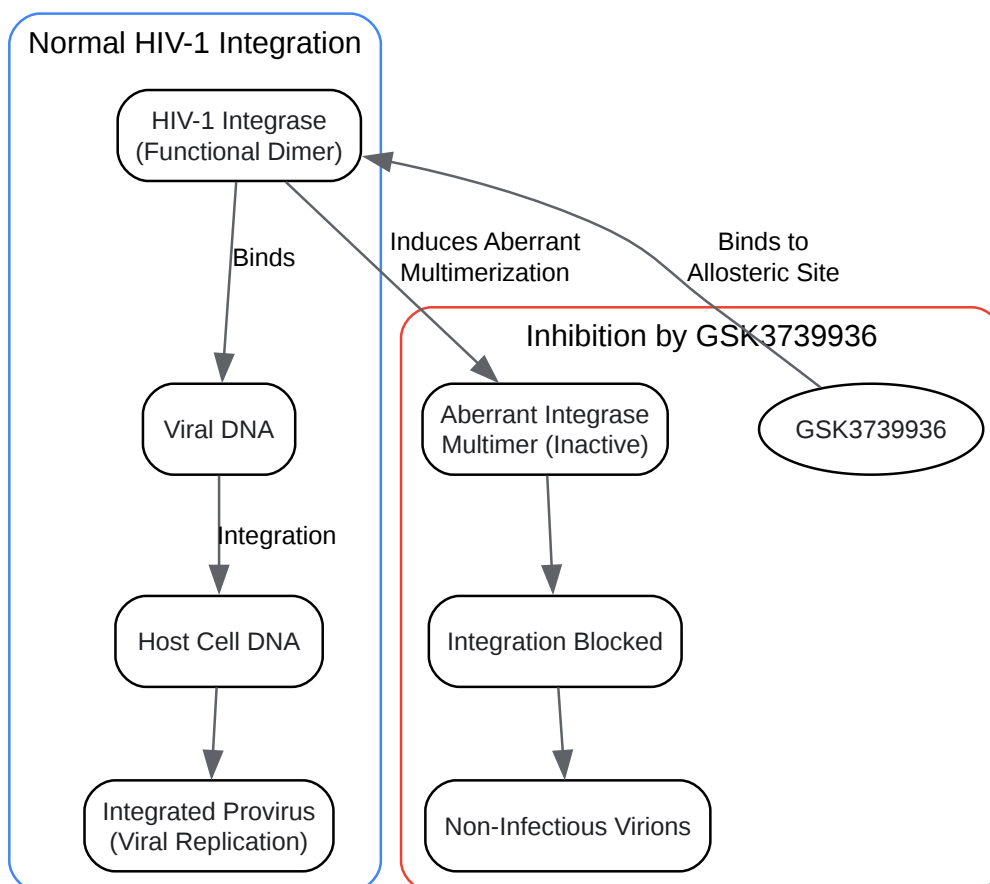 Normal HIV-1 Integration
HIV-1 Integrase
(Functional Dimer)
Binds
Induces Aberrant
Multimerization
Binds to
Allosteric Site
Inhibition by GSK3739936
Viral DNA
Aberrant Integrase
Multimer (Inactive)
GSK3739936
Integration
Host Cell DNA
Integration Blocked
Integrated Provirus
(Viral Replication)
Non-Infectious Virions